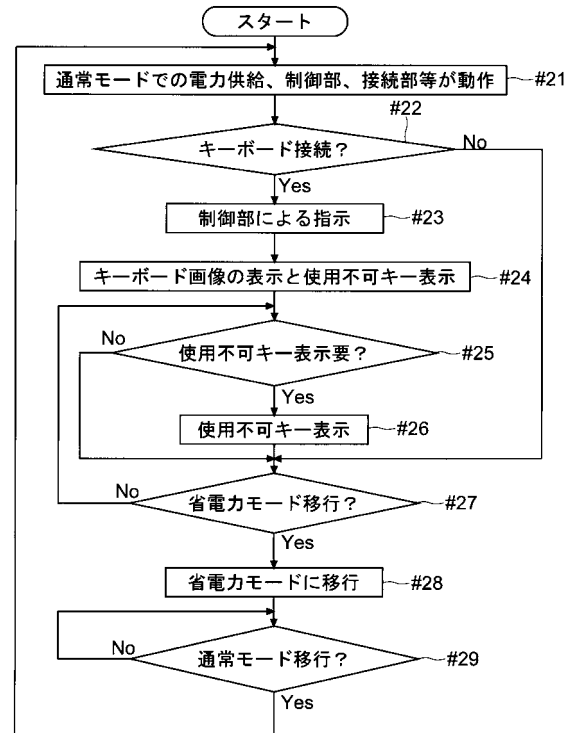 スタート
通常モードでの電力供給、制御部、接続部等が動作 #21
#22
キーボード接続？ No
Yes
制御部による指示 #23
キーボード画像の表示と使用不可キー表示 #24
No 使用不可キー表示要？ #25
Yes
使用不可キー表示 #26
No 省電力モード移行？ #27
Yes
省電力モードに移行 #28
No 通常モード移行？ #29
Yes